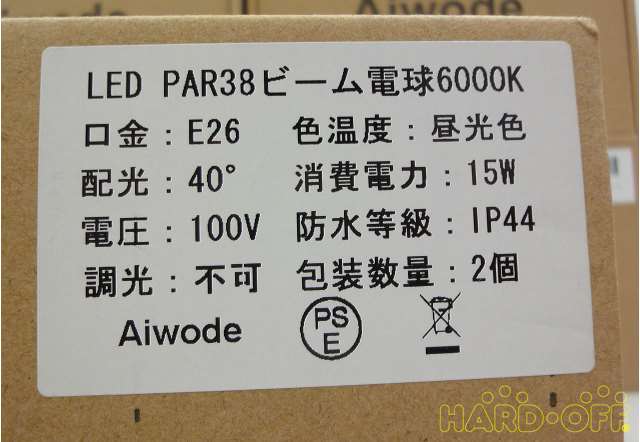 Aiwode
LED PAR38ビーム電球6000K
口金：E26 色温度：昼光色
配光：40° 消費電力：15W
電圧：100V 防水等級：IP44
調光：不可 包装数量：2個
Aiwode
PS
E
HARD-OFF